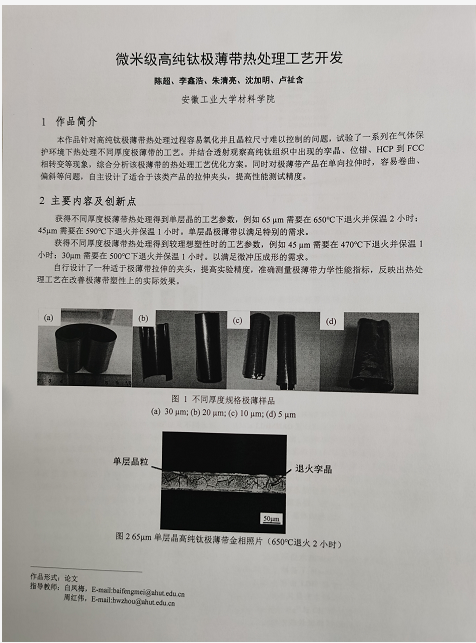 微米级高纯钛极薄带热处理工艺开发
陈超、李鑫浩、朱清亮、沈加明、卢祉含
安徽工业大学材料学院
1 作品简介
本作品针对高纯钛极薄带热处理过程容易氧化并且晶粒尺寸难以控制的问题，试验了一系列在气体保
护环境下热处理不同厚度极薄带的工艺。并结合透射观察高纯钛组织中出现的孪晶、位错、HCP 到 FCC
相转变等现象，综合分析该极薄带的热处理工艺优化方案。同时对极薄带产品在单向拉伸时，容易卷曲、
偏斜等问题，自主设计了适合于该类产品的拉伸夹头，提高性能测试精度。
2 主要内容及创新点
获得不同厚度极薄带热处理得到单层晶的工艺参数，例如 65 μm 需要在 650℃下退火并保温 2 小时；
45μm 需要在 590℃下退火并保温 1 小时。单层晶极薄带以满足特别的需求。
获得不同厚度极薄带热处理得到较理想塑性时的工艺参数，例如 45 μm 需要在 470℃下退火并保温 1
小时；30μm 需要在 500℃下退火并保温 1 小时。以满足微冲压成形的需求。
自行设计了一种适于极薄带拉伸的夹头，提高实验精度，准确测量极薄带力学性能指标，反映出热处
理工艺在改善极薄带塑性上的实际效果。
(a) (b) (c) (d)
图 1 不同厚度规格极薄样品
(a) 30 μm; (b) 20 μm; (c) 10 μm; (d) 5 μm
单层晶粒
退火孪晶
50μm
图 2 65μm 单层晶高纯钛极薄带金相照片（650℃退火 2 小时）
作品形式：论文
指导教师：白凤梅，E-mail:baifengmei@ahut.edu.cn
周红伟，E-mail:hwzhou@ahut.edu.cn